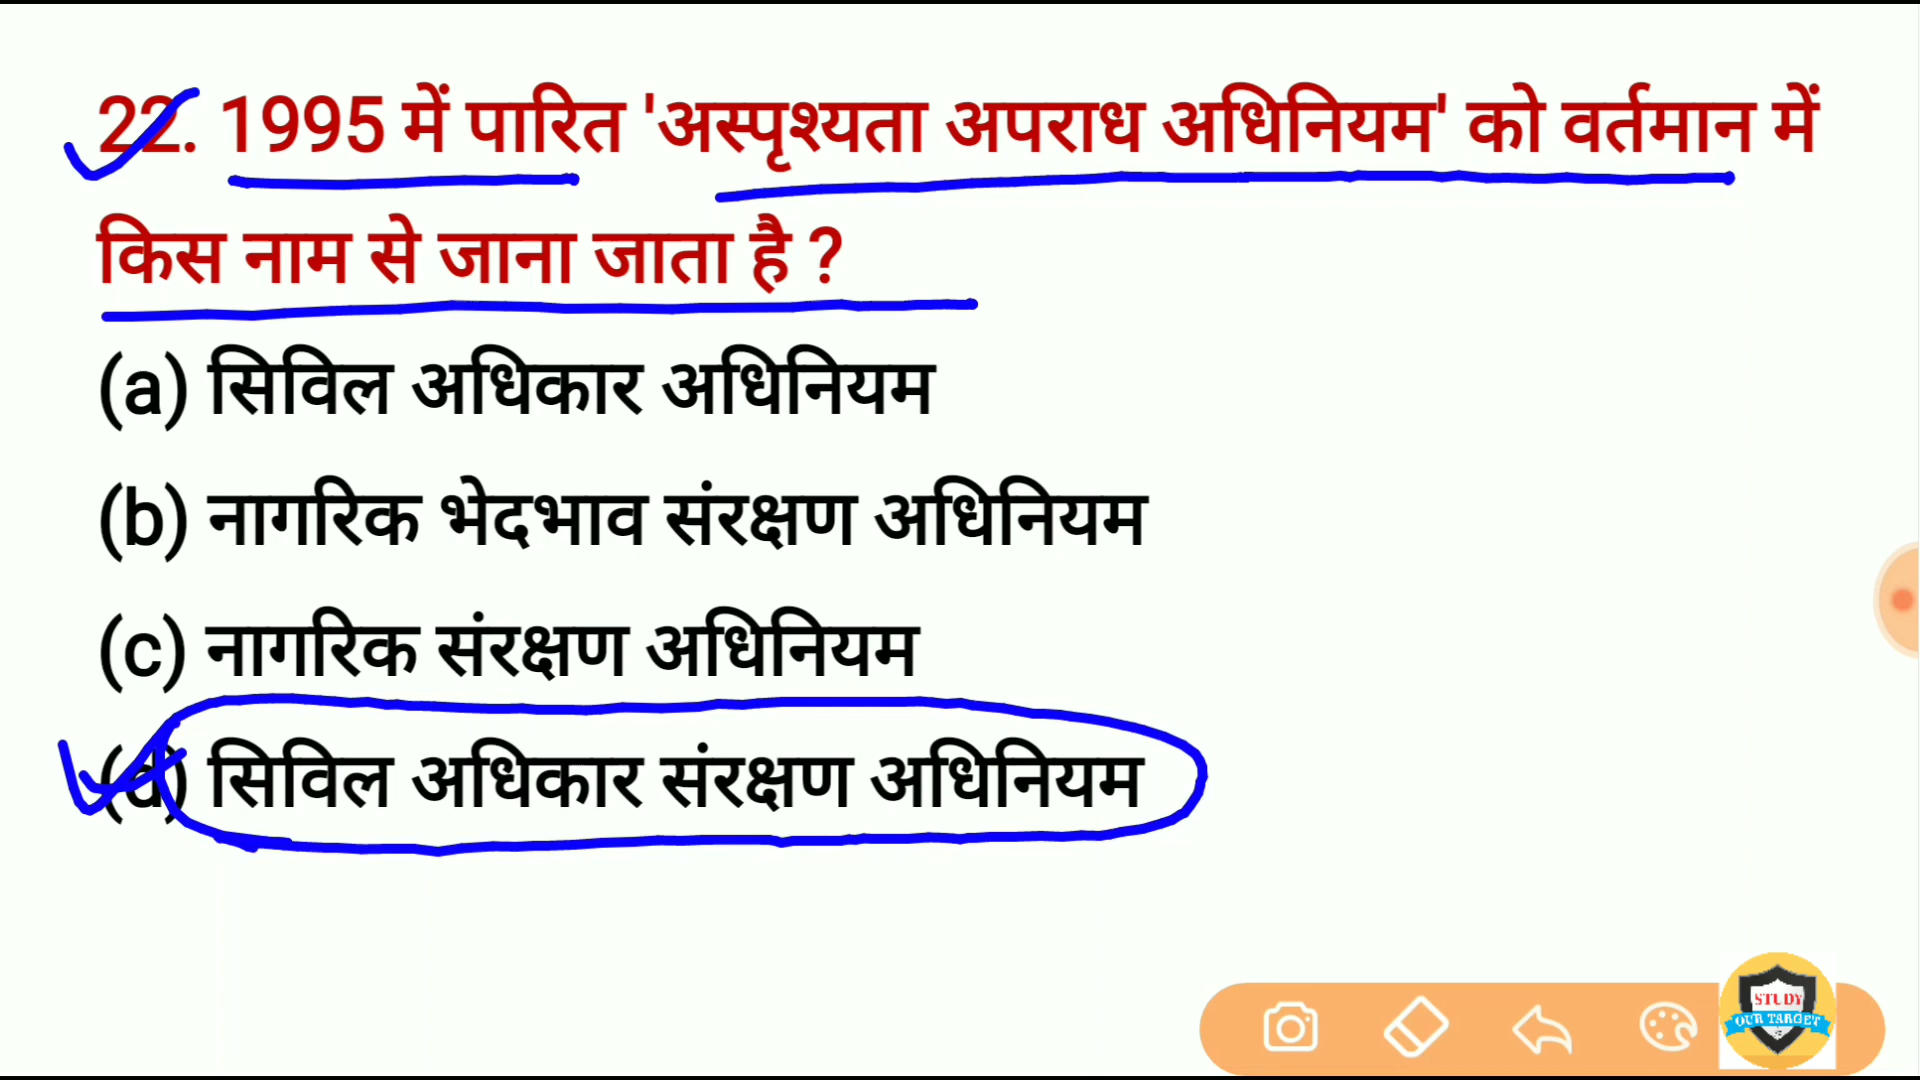 22. 1995 में पारित 'अस्पृश्यता अपराध अधिनियम' को वर्तमान में
किस नाम से जाना जाता है ?
(a) सिविल अधिकार अधिनियम
(b) नागरिक भेदभाव संरक्षण अधिनियम
(c) नागरिक संरक्षण अधिनियम
(d) सिविल अधिकार संरक्षण अधिनियम
STUDY
OUR TARGET